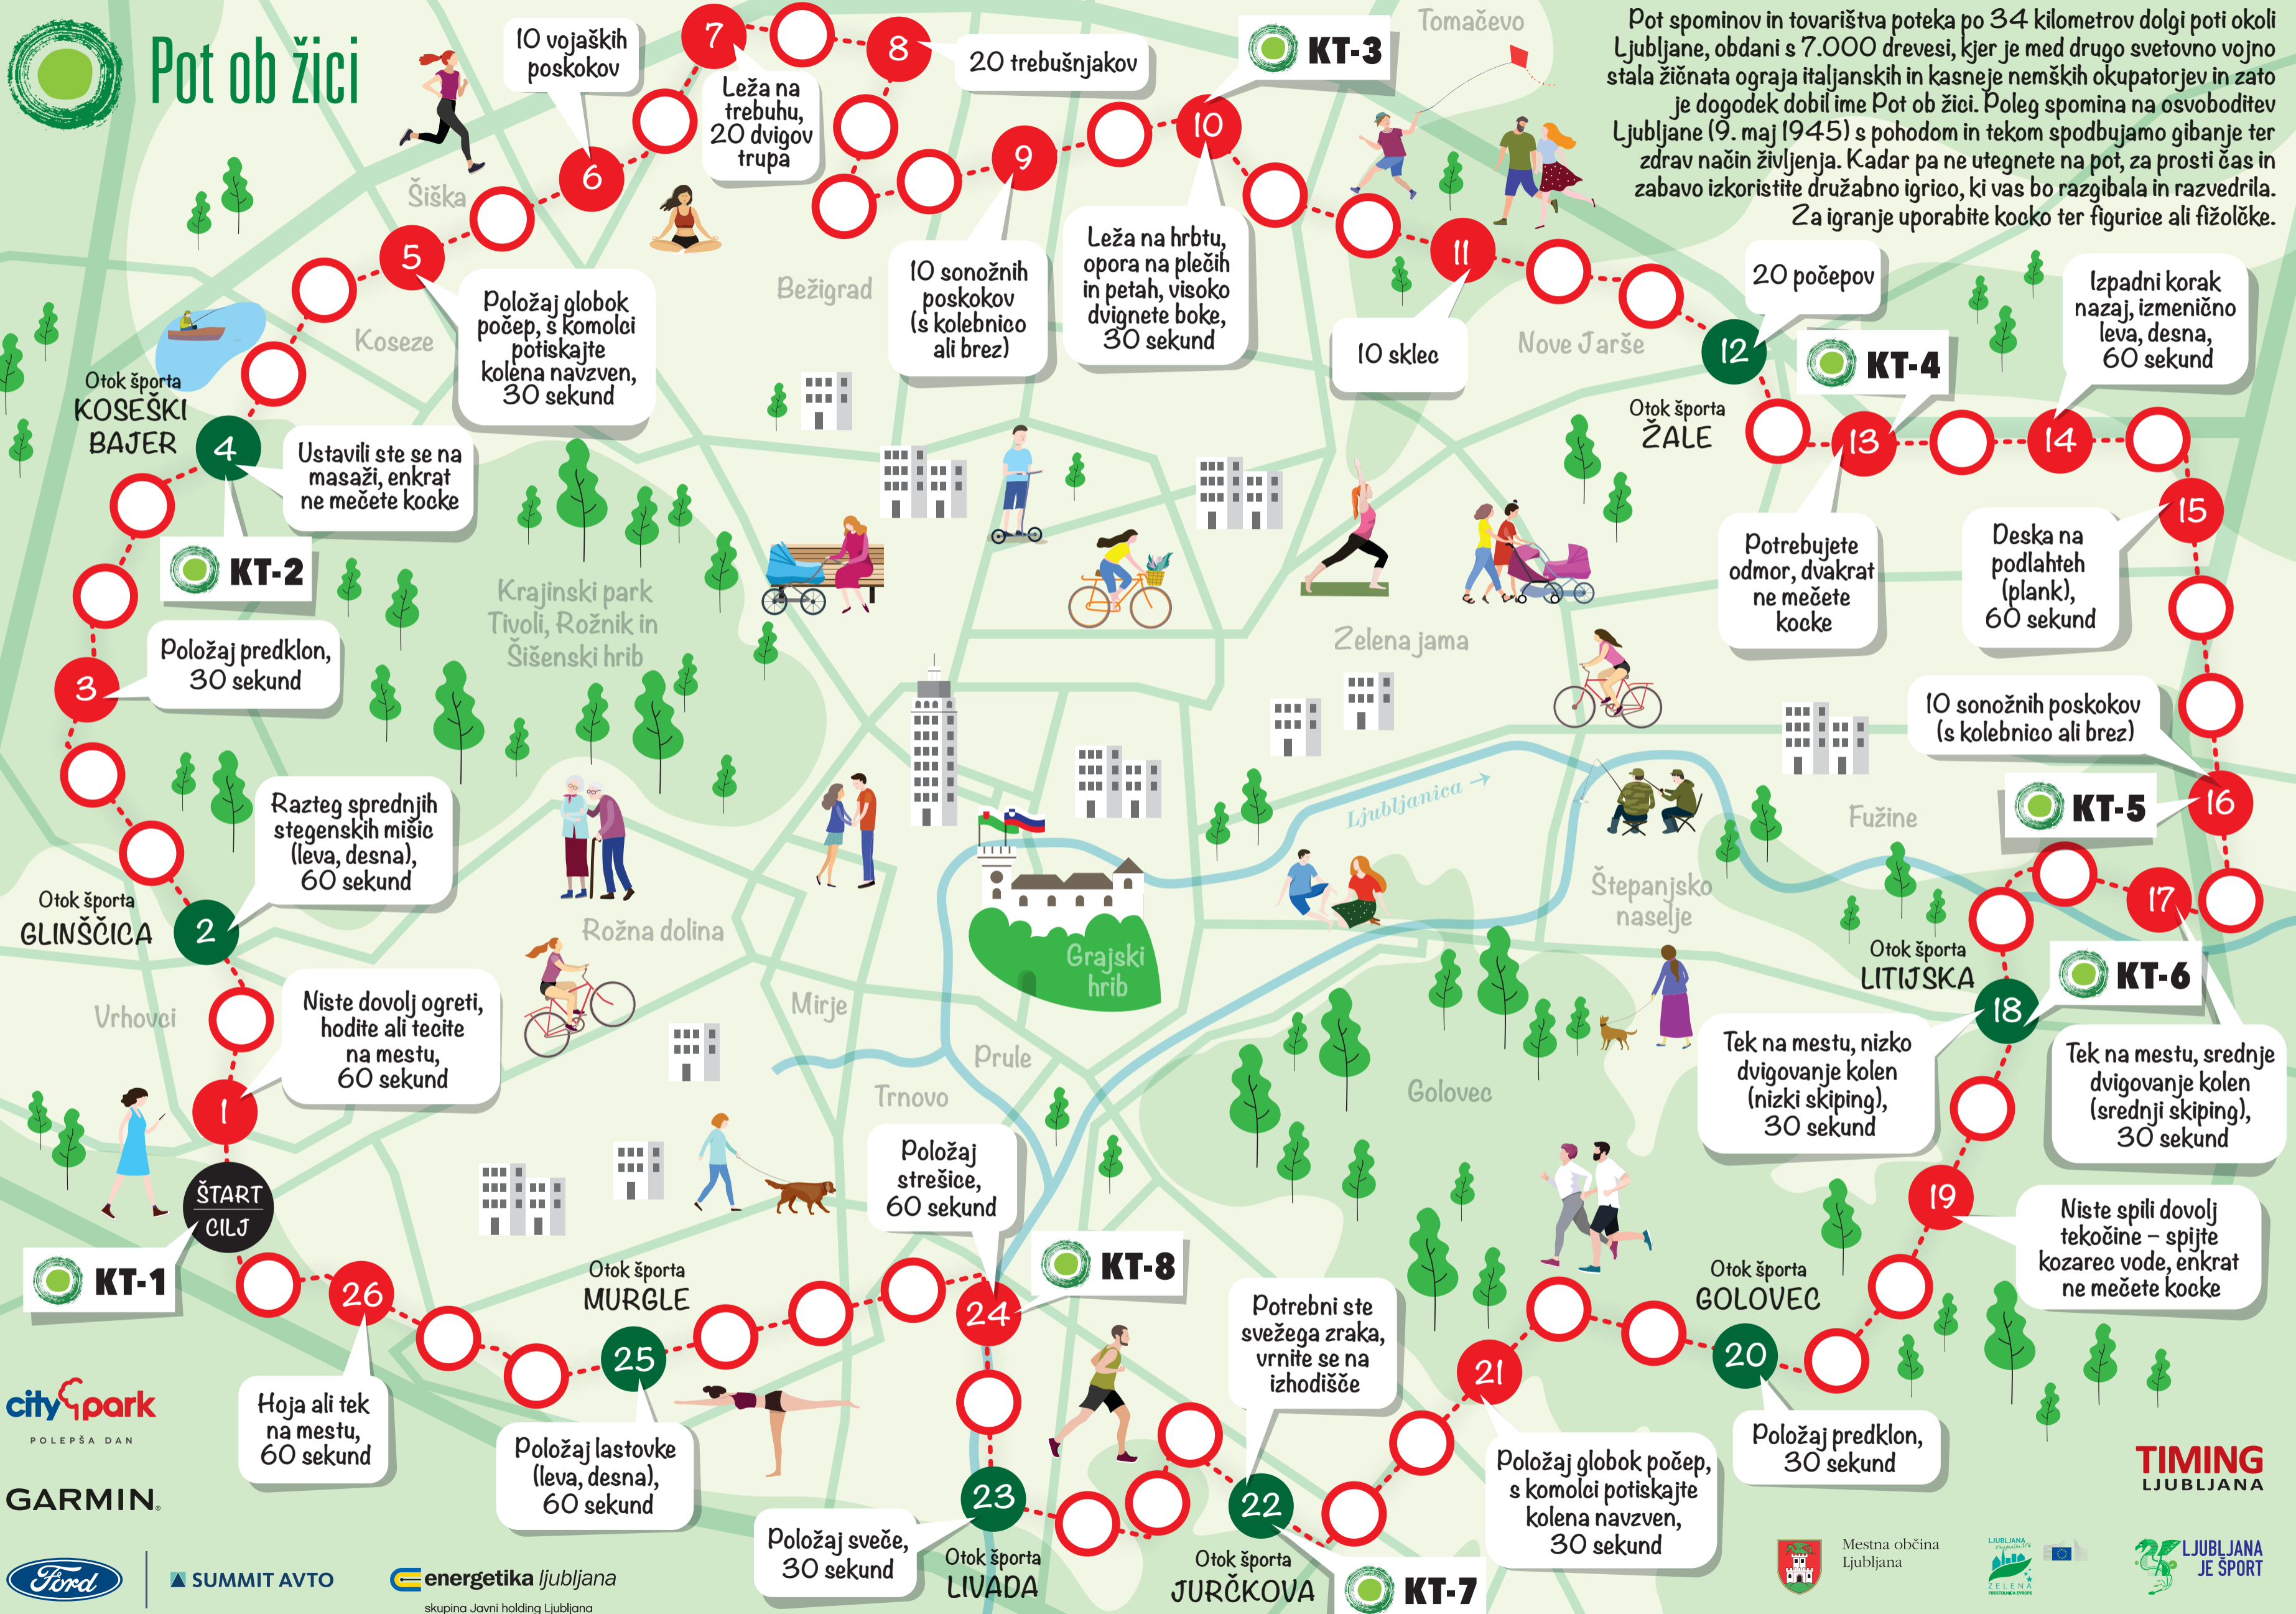 Pot ob žici
Pot spominov in tovarištva poteka po 34 kilometrov dolgi poti okoli
Ljubljane, obdani s 7.000 drevesi, kjer je med drugo svetovno vojno
stala žičnata ograja italjanskih in kasneje nemških okupatorjev in zato
je dogodek dobil ime Pot ob žici. Poleg spomina na osvoboditev
Ljubljane (9. maj 1945) s pohodom in tekom spodbujamo gibanje ter
zdrav način življenja. Kadar pa ne utegnete na pot, za prosti čas in
zabavo izkoristite družabno igrico, ki vas bo razgibala in razvedrila.
Za igranje uporabite kocko ter figurice ali fižolčke.
ŠTART
CILJ
KT-1
1
Niste dovolj ogreti,
hodite ali tecite
na mestu,
60 sekund
Vrhovci
Otok športa
GLINŠČICA
2
Razteg sprednjih
stegenskih mišic
(leva, desna),
60 sekund
3
Položaj predklon,
30 sekund
KT-2
Otok športa
KOSEŠKI
BAJER
4
Ustavili ste se na
masaži, enkrat
ne mečete kocke
Koseze
5
Položaj globok
počep, s komolci
potiskajte
kolena navzven,
30 sekund
Šiška
6
10 vojaških
poskokov
7
Leža na
trebuhu,
20 dvigov
trupa
8
20 trebušnjakov
Bežigrad
9
10 sonožnih
poskokov
(s kolebnico
ali brez)
10
KT-3
Leža na hrbtu,
opora na plečih
in petah, visoko
dvignete boke,
30 sekund
Tomačevo
11
10 sklec
Nove Jarše
12
20 počepov
Otok športa
ŽALE
13
KT-4
Potrebujete
odmor, dvakrat
ne mečete
kocke
14
Izpadni korak
nazaj, izmenično
leva, desna,
60 sekund
15
Deska na
podlahteh
(plank),
60 sekund
16
10 sonožnih poskokov
(s kolebnico ali brez)
KT-5
17
Tek na mestu, srednje
dvigovanje kolen
(srednji skiping),
30 sekund
Otok športa
LITIJSKA
18
KT-6
Tek na mestu, nizko
dvigovanje kolen
(nizki skiping),
30 sekund
19
Niste spili dovolj
tekočine – spijte
kozarec vode, enkrat
ne mečete kocke
Otok športa
GOLOVEC
20
Položaj predklon,
30 sekund
21
Položaj globok počep,
s komolci potiskajte
kolena navzven,
30 sekund
22
Potrebni ste
svežega zraka,
vrnite se na
izhodišče
Otok športa
JURČKOVA
KT-7
23
Položaj sveče,
30 sekund
Otok športa
LIVADA
24
Položaj
strešice,
60 sekund
KT-8
Otok športa
MURGLE
25
Položaj lastovke
(leva, desna),
60 sekund
26
Hoja ali tek
na mestu,
60 sekund
Krajinski park
Tivoli, Rožnik in
Šišenski hrib
Zelena jama
Ljubljanica →
Fužine
Štepanjsko
naselje
Rožna dolina
Mirje
Grajski
hrib
Prule
Trnovo
Golovec
citypark
POLEPŠA DAN
GARMIN.
Ford
SUMMIT AVTO
energetika ljubljana
skupina Javni holding Ljubljana
TIMING
LJUBLJANA
Mestna občina
Ljubljana
LJUBLJANA
ZELENA
PRESTOLNICA EVROPE
LJUBLJANA
JE ŠPORT